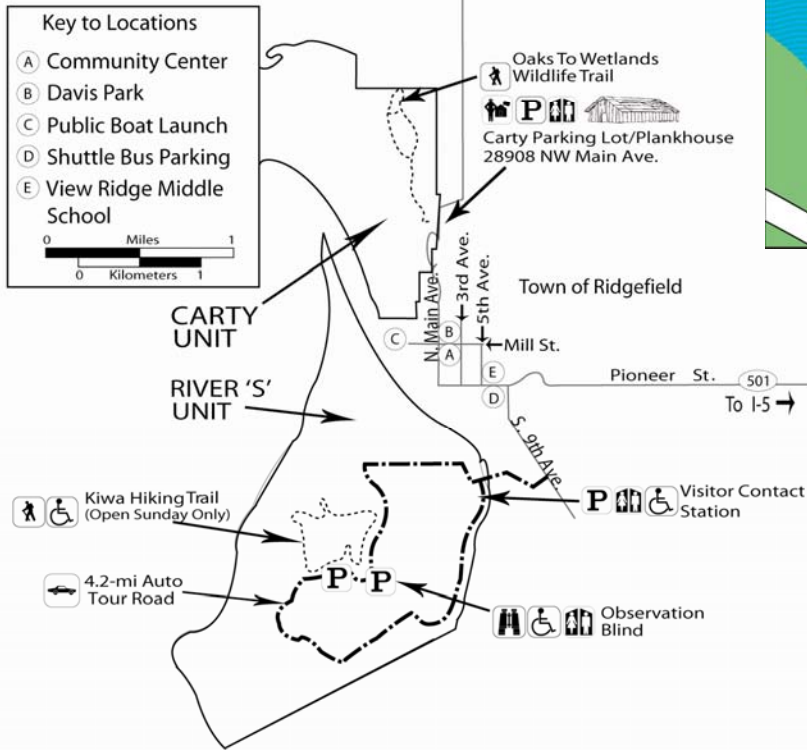 Key to Locations
A Community Center
B Davis Park
C Public Boat Launch
D Shuttle Bus Parking
E View Ridge Middle
School
0 Miles 1
0 Kilometers 1
Oaks To Wetlands
Wildlife Trail
P
Carty Parking Lot/Plankhouse
28908 NW Main Ave.
CARTY
UNIT
N. Main Ave.
3rd Ave.
5th Ave.
Town of Ridgefield
C
B
A
Mill St.
E
D
Pioneer St.
501
To I-5
S. 9th Ave.
RIVER 'S'
UNIT
Kiwa Hiking Trail
(Open Sunday Only)
P
Visitor Contact
Station
4.2-mi Auto
Tour Road
P
P
Observation
Blind